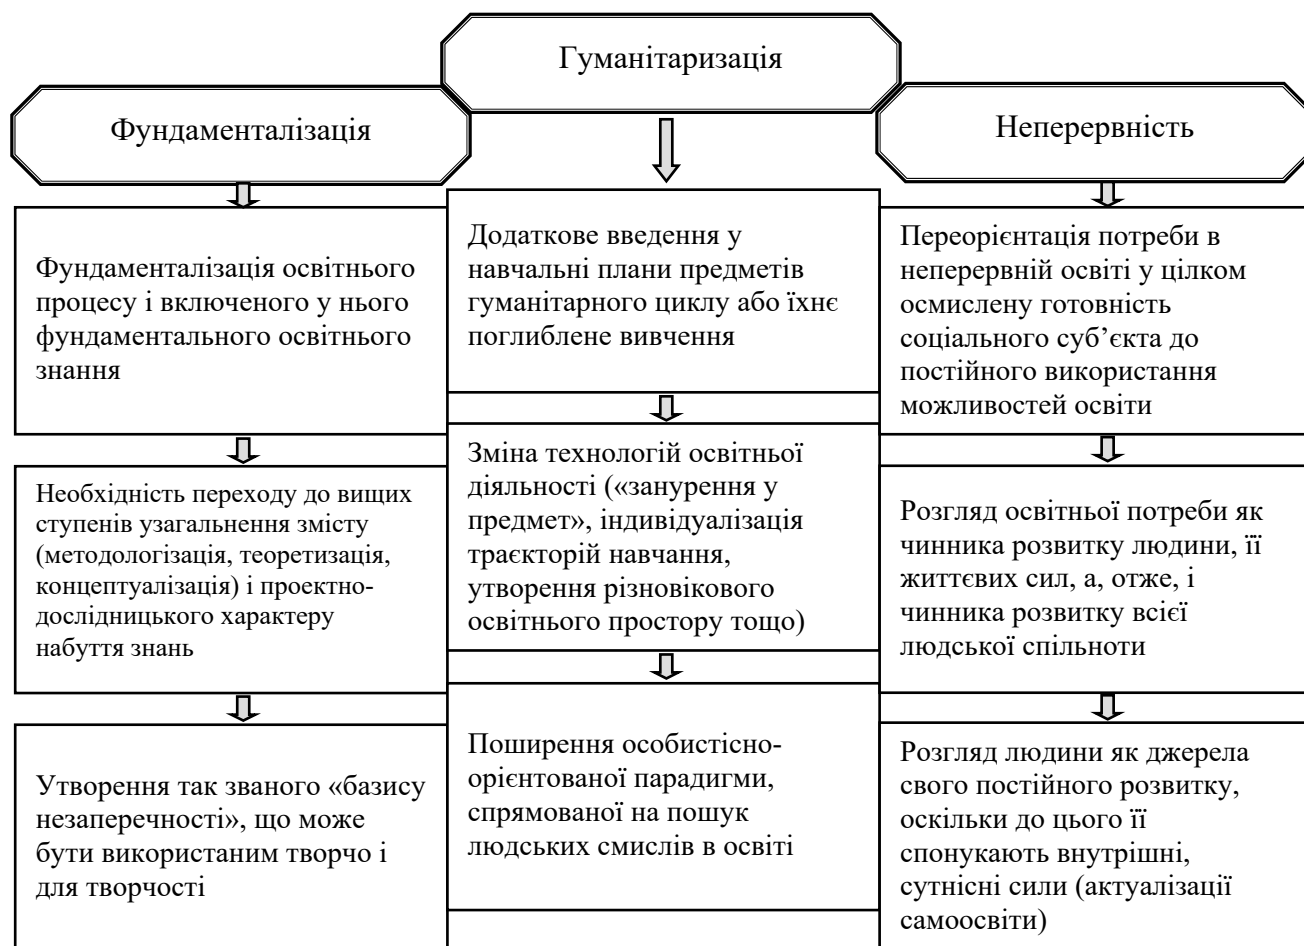 Гуманітаризація
Фундаменталізація
Неперервність
Фундаменталізація освітнього
процесу і включеного у нього
фундаментального освітнього
знання
Необхідність переходу до вищих
ступенів узагальнення змісту
(методологізація, теоретизація,
концептуалізація) і проектно-
дослідницького характеру
набуття знань
Утворення так званого «базису
незаперечності», що може
бути використаним творчо і
для творчості
Додаткове введення у
навчальні плани предметів
гуманітарного циклу або їхнє
поглиблене вивчення
Зміна технологій освітньої
діяльності («занурення у
предмет», індивідуалізація
траєкторій навчання,
утворення різновікового
освітнього простору тощо)
Поширення особистісно-
орієнтованої парадигми,
спрямованої на пошук
людських смислів в освіті
Переорієнтація потреби в
неперервній освіті у цілком
осмислену готовність
соціального суб’єкта до
постійного використання
можливостей освіти
Розгляд освітньої потреби як
чинника розвитку людини, її
життєвих сил, а, отже, і
чинника розвитку всієї
людської спільноти
Розгляд людини як джерела
свого постійного розвитку,
оскільки до цього її
спонукають внутрішні,
сутнісні сили (актуалізації
самоосвіти)